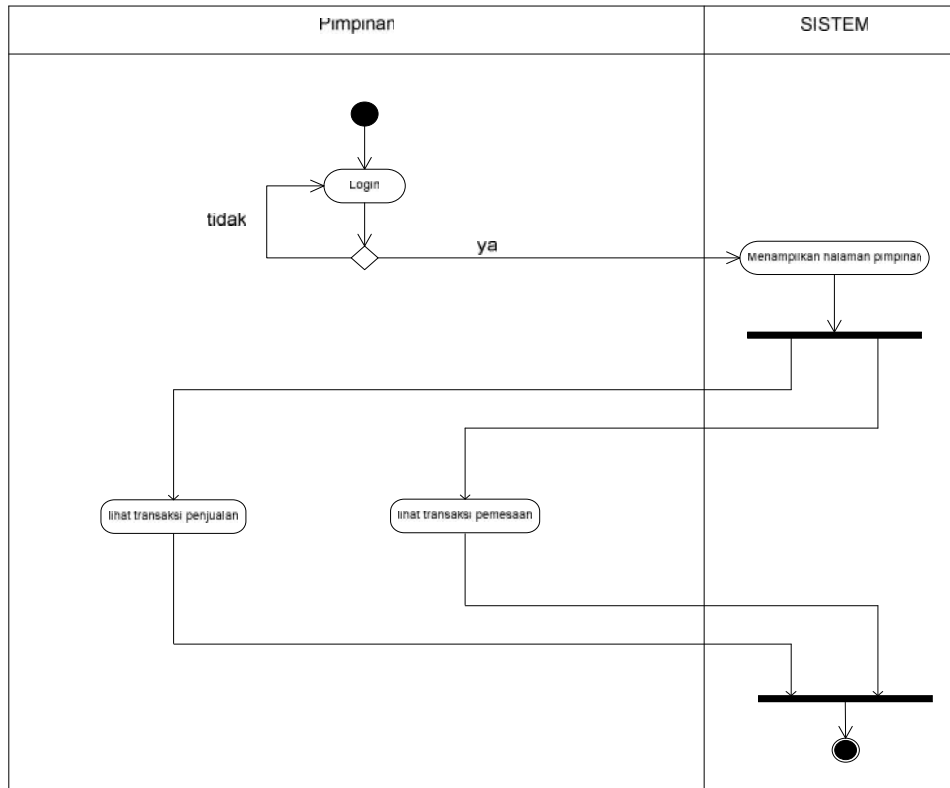 Pimpinan
SISTEM
Login
tidak
ya
Menampilkan halaman pimpinan
lihat transaksi penjualan
lihat transaksi pemesaan